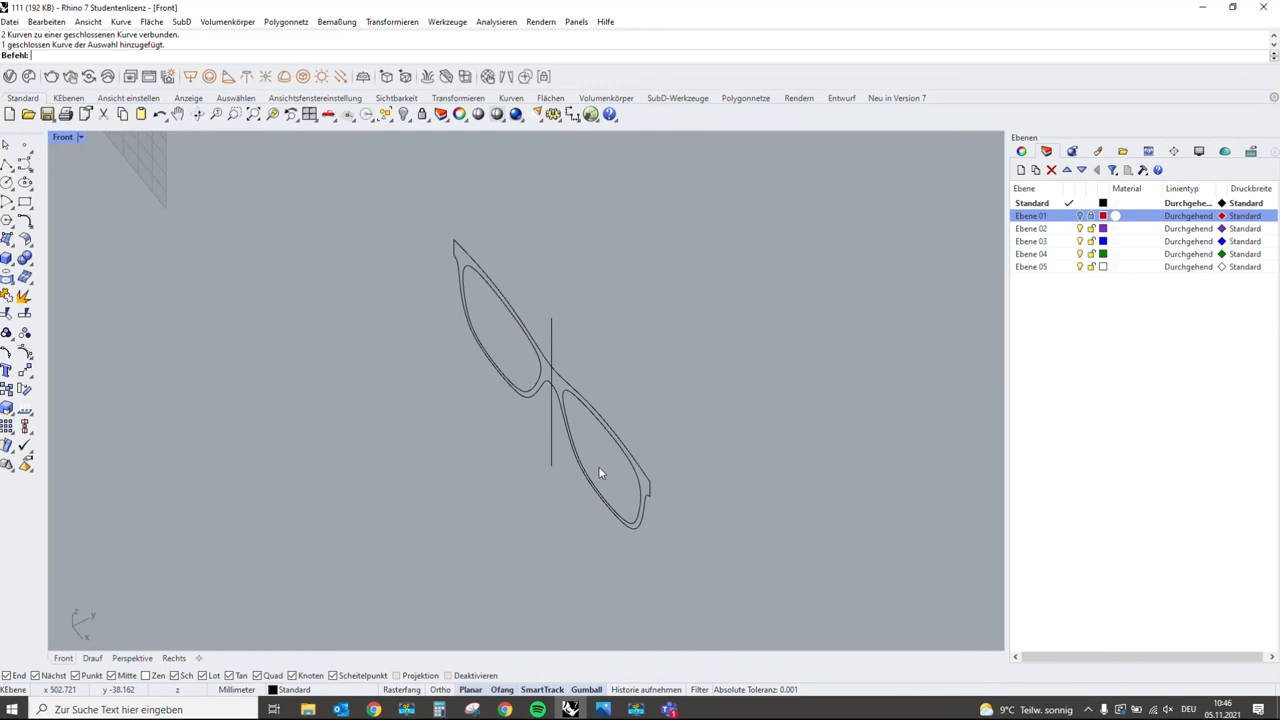 111 (192 KB) - Rhino 7 Studentenlizenz - [Front]
Datei Bearbeiten Ansicht Kurve Fläche SubD Volumenkörper Polygonnetz Bemaßung Transformieren Werkzeuge Analysieren Rendern Panels Hilfe
2 Kurven zu einer geschlossenen Kurve verbunden.
1 geschlossen Kurve der Auswahl hinzugefügt.
Befehl:
Standard KEbenen Ansicht einstellen Anzeige Auswählen Ansichtsfenstereinstellung Sichtbarkeit Transformieren Kurven Flächen Volumenkörper SubD-Werkzeuge Polygonnetze Rendern Entwurf Neu in Version 7
Front
Ebenen
Ebene Material Linientyp Druckbreite
Standard Durchgehe... Standard
Ebene 01 Durchgehend Standard
Ebene 02 Durchgehend Standard
Ebene 03 Durchgehend Standard
Ebene 04 Durchgehend Standard
Ebene 05 Durchgehend Standard
z
y
x
Front Drauf Perspektive Rechts
End Nächst Punkt Mitte Zen Sch Lot Tan Quad Knoten Scheitelpunkt Projektion Deaktivieren
KEbene x 502.721 y -38.162 z Millimeter Standard Rasterfang Ortho Planar Ofang SmartTrack Gumball Historie aufnehmen Filter Absolute Toleranz: 0.001
Zur Suche Text hier eingeben
9°C Teilw. sonnig
DEU
10:46
05.11.2021